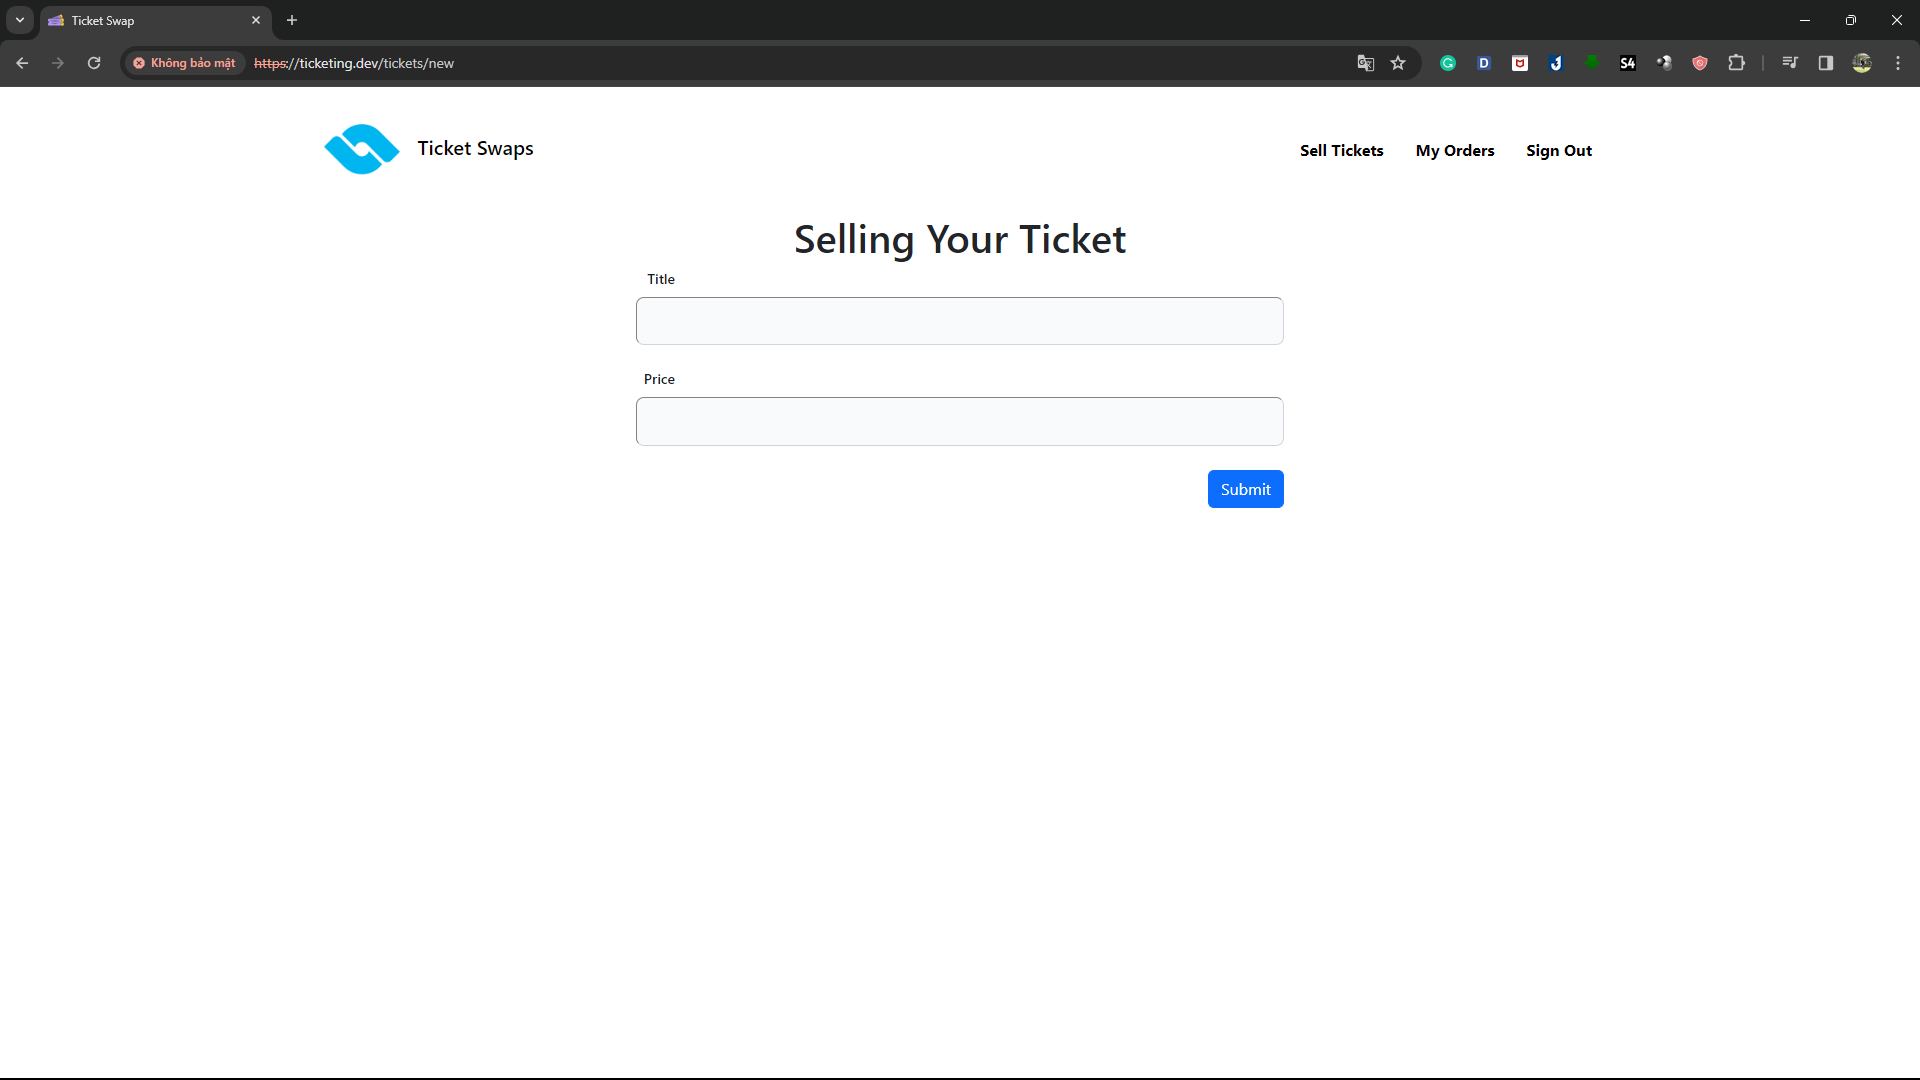 Ticket Swap
Không bảo mật https://ticketing.dev/tickets/new
Ticket Swaps
Sell Tickets My Orders Sign Out
Selling Your Ticket
Title
Price
Submit
S4
D